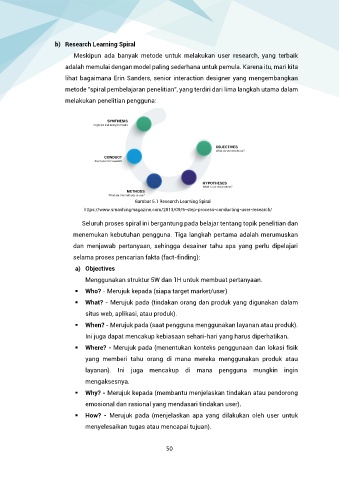 b) Research Learning Spiral
Meskipun ada banyak metode untuk melakukan user research, yang terbaik
adalah memulai dengan model paling sederhana untuk pemula. Karena itu, mari kita
lihat bagaimana Erin Sanders, senior interaction designer yang mengembangkan
metode "spiral pembelajaran penelitian", yang terdiri dari lima langkah utama dalam
melakukan penelitian pengguna:
SYNTHESIS
OBJECTIVES
CONDUCT
HYPOTHESES
METHODS
Gambar 5.1 Research Learning Spiral
https://www.smashingmagazine.com/2013/09/5-step-process-conducting-user-research/
Seluruh proses spiral ini bergantung pada belajar tentang topik penelitian dan
menemukan kebutuhan pengguna. Tiga langkah pertama adalah merumuskan
dan menjawab pertanyaan, sehingga desainer tahu apa yang perlu dipelajari
selama proses pencarian fakta (fact-finding):
a) Objectives
Menggunakan struktur 5W dan 1H untuk membuat pertanyaan.
▪ Who? - Merujuk kepada (siapa target market/user)
▪ What? - Merujuk pada (tindakan orang dan produk yang digunakan dalam
situs web, aplikasi, atau produk).
▪ When? - Merujuk pada (saat pengguna menggunakan layanan atau produk).
Ini juga dapat mencakup kebiasaan sehari-hari yang harus diperhatikan.
▪ Where? - Merujuk pada (menentukan konteks penggunaan dan lokasi fisik
yang memberi tahu orang di mana mereka menggunakan produk atau
layanan). Ini juga mencakup di mana pengguna mungkin ingin
mengaksesnya.
▪ Why? - Merujuk kepada (membantu menjelaskan tindakan atau pendorong
emosional dan rasional yang mendasari tindakan user).
▪ How? - Merujuk pada (menjelaskan apa yang dilakukan oleh user untuk
menyelesaikan tugas atau mencapai tujuan).
50